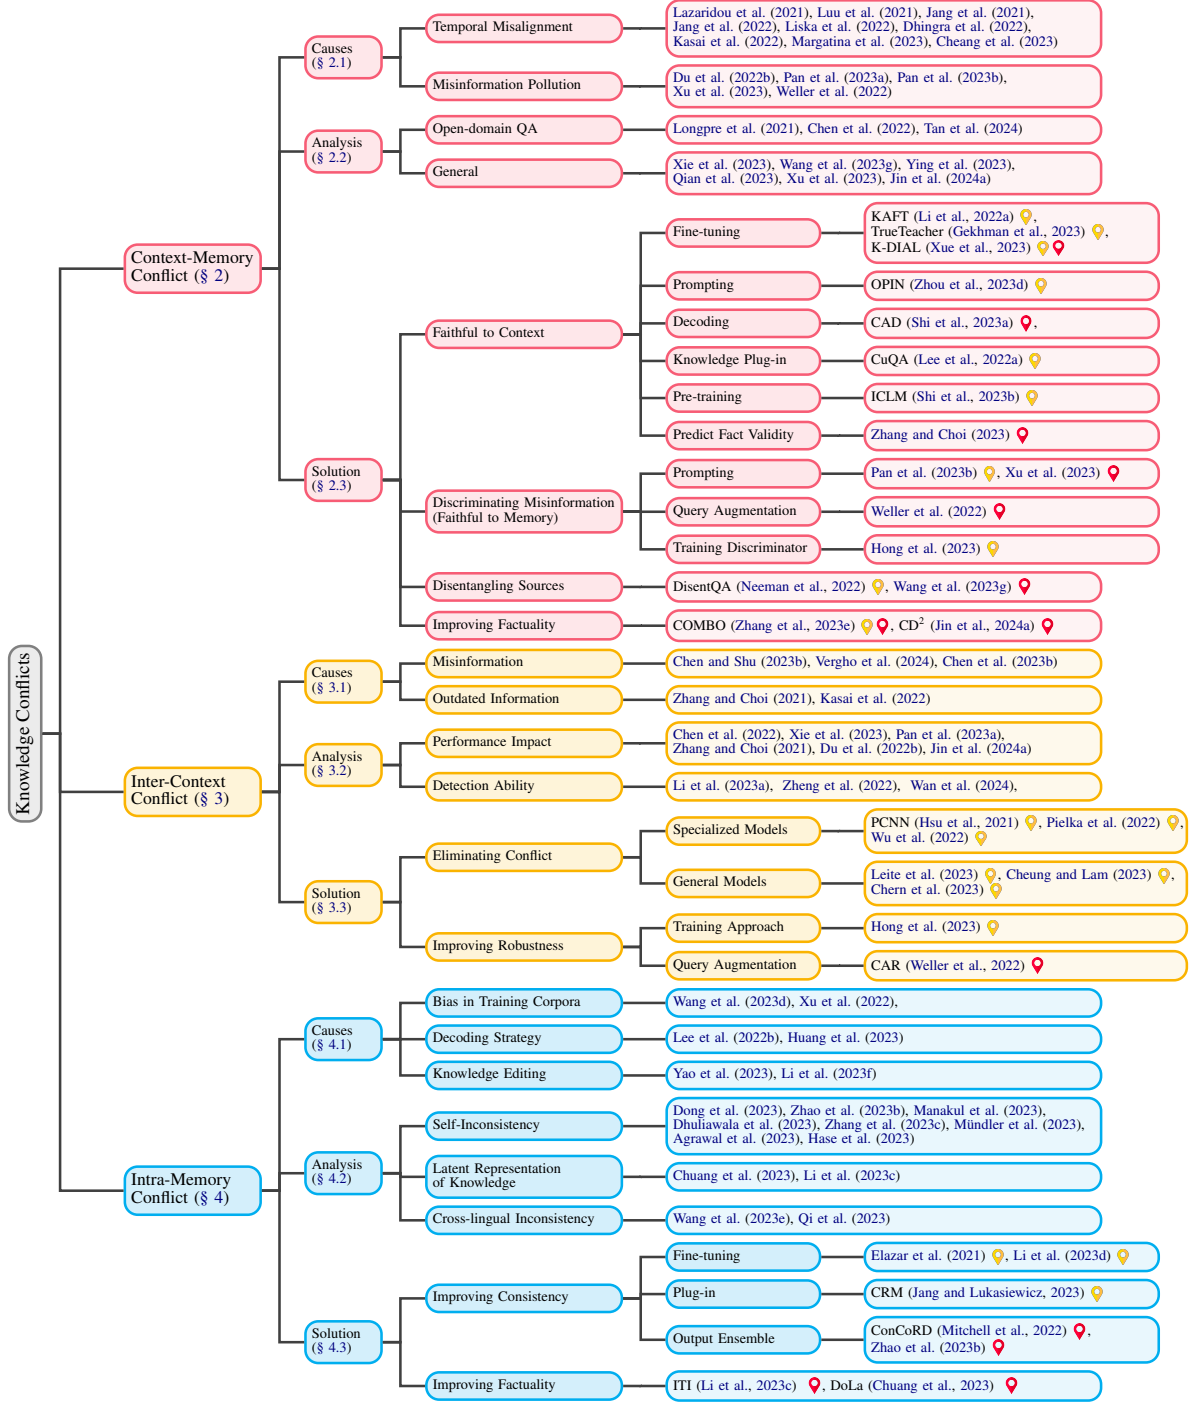 Knowledge Conflicts
Context-Memory
Conflict (§ 2)
Causes
(§ 2.1)
Temporal Misalignment
Lazaridou et al. (2021), Luu et al. (2021), Jang et al. (2021),
Jang et al. (2022), Liska et al. (2022), Dhingra et al. (2022),
Kasai et al. (2022), Margatina et al. (2023), Cheang et al. (2023)
Misinformation Pollution
Du et al. (2022b), Pan et al. (2023a), Pan et al. (2023b),
Xu et al. (2023), Weller et al. (2022)
Analysis
(§ 2.2)
Open-domain QA
Longpre et al. (2021), Chen et al. (2022), Tan et al. (2024)
General
Xie et al. (2023), Wang et al. (2023g), Ying et al. (2023),
Qian et al. (2023), Xu et al. (2023), Jin et al. (2024a)
Solution
(§ 2.3)
Faithful to Context
Fine-tuning
KAFT (Li et al., 2022a) ,
TrueTeacher (Gekhman et al., 2023) ,
K-DIAL (Xue et al., 2023)
Prompting
OPIN (Zhou et al., 2023d)
Decoding
CAD (Shi et al., 2023a) ,
Knowledge Plug-in
CuQA (Lee et al., 2022a)
Pre-training
ICLM (Shi et al., 2023b)
Predict Fact Validity
Zhang and Choi (2023)
Discriminating Misinformation
(Faithful to Memory)
Prompting
Pan et al. (2023b) , Xu et al. (2023)
Query Augmentation
Weller et al. (2022)
Training Discriminator
Hong et al. (2023)
Disentangling Sources
DisentQA (Neeman et al., 2022) , Wang et al. (2023g)
Improving Factuality
COMBO (Zhang et al., 2023e) , CD² (Jin et al., 2024a)
Inter-Context
Conflict (§ 3)
Causes
(§ 3.1)
Misinformation
Chen and Shu (2023b), Vergho et al. (2024), Chen et al. (2023b)
Outdated Information
Zhang and Choi (2021), Kasai et al. (2022)
Analysis
(§ 3.2)
Performance Impact
Chen et al. (2022), Xie et al. (2023), Pan et al. (2023a),
Zhang and Choi (2021), Du et al. (2022b), Jin et al. (2024a)
Detection Ability
Li et al. (2023a), Zheng et al. (2022), Wan et al. (2024),
Solution
(§ 3.3)
Eliminating Conflict
Specialized Models
PCNN (Hsu et al., 2021) , Pielka et al. (2022) ,
Wu et al. (2022)
General Models
Leite et al. (2023) , Cheung and Lam (2023) ,
Chern et al. (2023)
Improving Robustness
Training Approach
Hong et al. (2023)
Query Augmentation
CAR (Weller et al., 2022)
Intra-Memory
Conflict (§ 4)
Causes
(§ 4.1)
Bias in Training Corpora
Wang et al. (2023d), Xu et al. (2022),
Decoding Strategy
Lee et al. (2022b), Huang et al. (2023)
Knowledge Editing
Yao et al. (2023), Li et al. (2023f)
Analysis
(§ 4.2)
Self-Inconsistency
Dong et al. (2023), Zhao et al. (2023b), Manakul et al. (2023),
Dhuliawala et al. (2023), Zhang et al. (2023c), Mündler et al. (2023),
Agrawal et al. (2023), Hase et al. (2023)
Latent Representation
of Knowledge
Chuang et al. (2023), Li et al. (2023c)
Cross-lingual Inconsistency
Wang et al. (2023e), Qi et al. (2023)
Solution
(§ 4.3)
Improving Consistency
Fine-tuning
Elazar et al. (2021) , Li et al. (2023d)
Plug-in
CRM (Jang and Lukasiewicz, 2023)
Output Ensemble
ConCoRD (Mitchell et al., 2022) ,
Zhao et al. (2023b)
Improving Factuality
ITI (Li et al., 2023c) , DoLa (Chuang et al., 2023)